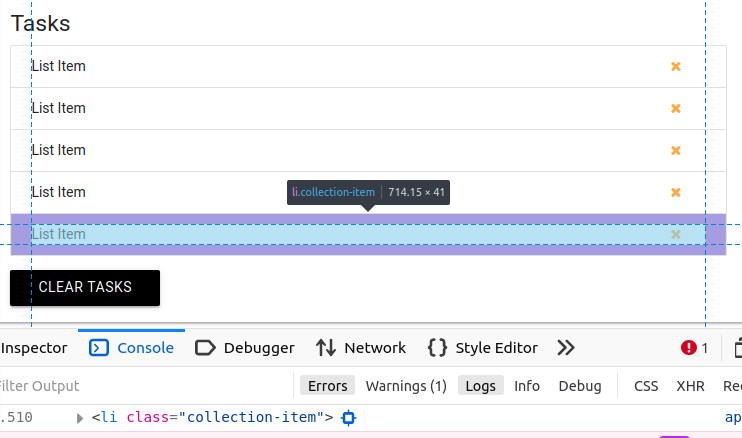 Tasks
List Item
List Item
List Item
List Item
li.collection-item 714.15 × 41
List Item
CLEAR TASKS
Inspector Console Debugger Network Style Editor 1
Filter Output Errors Warnings (1) Logs Info Debug CSS XHR Re
.510 <li class="collection-item"> ap